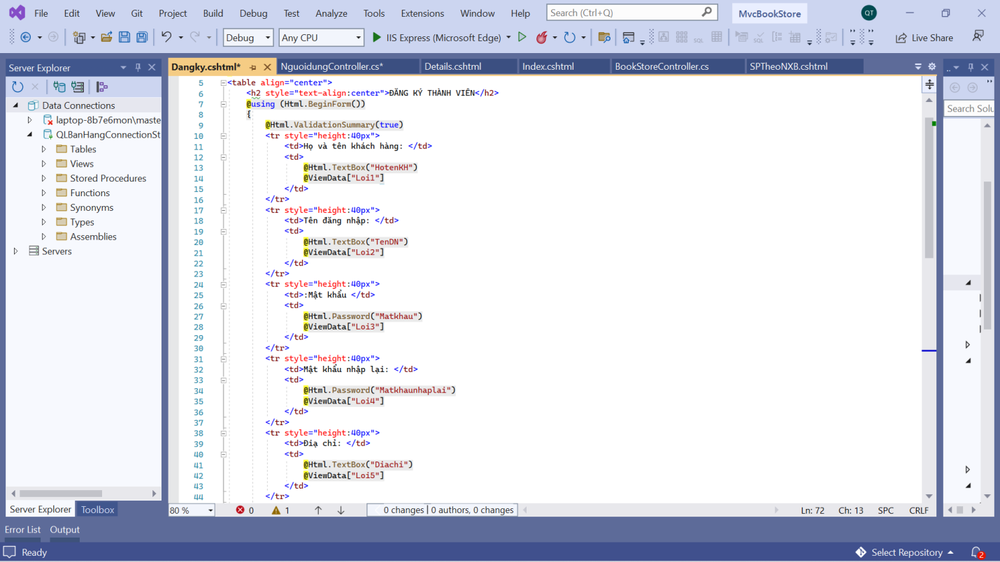 File Edit View Git Project Build Debug Test Analyze Tools Extensions Window Help Search (Ctrl+Q) MvcBookStore QT
Debug Any CPU IIS Express (Microsoft Edge) Live Share
Server Explorer
Data Connections
laptop-8b7e6mon\maste
QLBanHangConnectionSt
Tables
Views
Stored Procedures
Functions
Synonyms
Types
Assemblies
Servers
Server Explorer Toolbox
Dangky.cshtml* NguoidungController.cs* Details.cshtml Index.cshtml BookStoreController.cs SPTheoNXB.cshtml
5 <table align="center">
6 <h2 style="text-align:center">ĐĂNG KÝ THÀNH VIÊN</h2>
7 @using (Html.BeginForm())
8 {
9 @Html.ValidationSummary(true)
10 <tr style="height:40px">
11 <td>Họ và tên khách hàng: </td>
12 <td>
13 @Html.TextBox("HotenKH")
14 @ViewData["Loi1"]
15 </td>
16 </tr>
17 <tr style="height:40px">
18 <td>Tên đăng nhập: </td>
19 <td>
20 @Html.TextBox("TenDN")
21 @ViewData["Loi2"]
22 </td>
23 </tr>
24 <tr style="height:40px">
25 <td>:Mật khẩu </td>
26 <td>
27 @Html.Password("Matkhau")
28 @ViewData["Loi3"]
29 </td>
30 </tr>
31 <tr style="height:40px">
32 <td>Mật khẩu nhập lại: </td>
33 <td>
34 @Html.Password("Matkhaunhaplai")
35 @ViewData["Loi4"]
36 </td>
37 </tr>
38 <tr style="height:40px">
39 <td>Địa chỉ: </td>
40 <td>
41 @Html.TextBox("Diachi")
42 @ViewData["Loi5"]
43 </td>
44 </tr>
80 % 0 1 0 changes | 0 authors, 0 changes Ln: 72 Ch: 13 SPC CRLF
Search Solu
Error List Output
Ready Select Repository 2